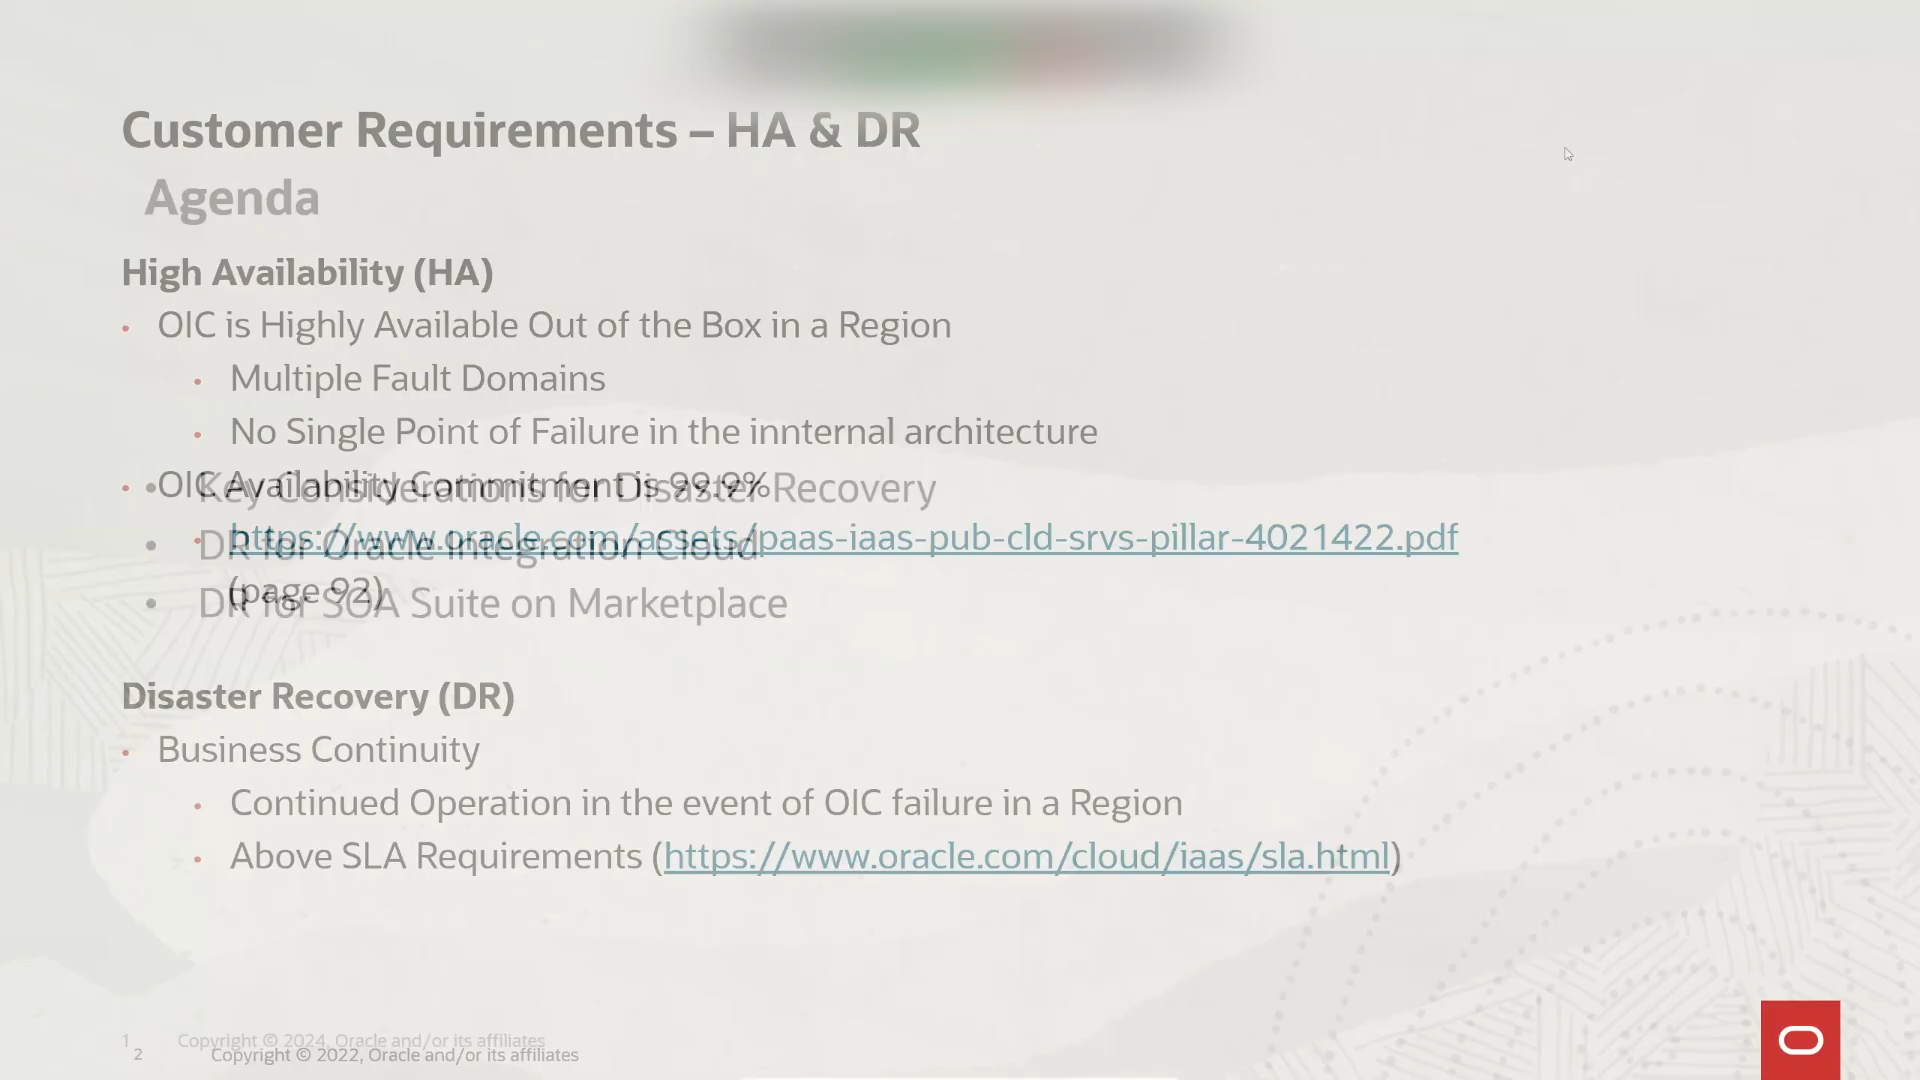 Customer Requirements – HA & DR
Agenda
High Availability (HA)
• OIC is Highly Available Out of the Box in a Region
• Multiple Fault Domains
• No Single Point of Failure in the innternal architecture
• OIC Availability Commitment is 99.9%
• Key Considerations for Disaster Recovery
• https://www.oracle.com/assets/paas-iaas-pub-cld-srvs-pillar-4021422.pdf
• DR for Oracle Integration Cloud
(page 92)
• DR for SOA Suite on Marketplace
Disaster Recovery (DR)
• Business Continuity
• Continued Operation in the event of OIC failure in a Region
• Above SLA Requirements (https://www.oracle.com/cloud/iaas/sla.html)
1 Copyright © 2024, Oracle and/or its affiliates
2 Copyright © 2022, Oracle and/or its affiliates